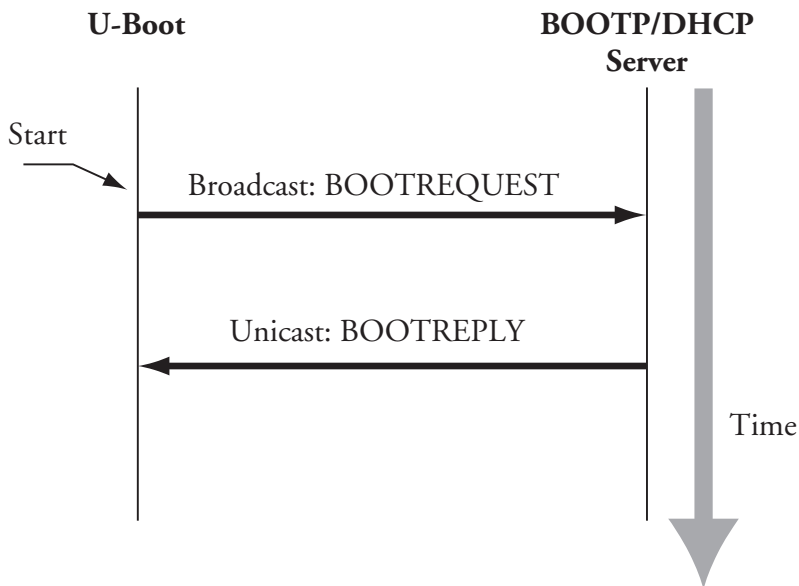 U-Boot
BOOTP/DHCP
Server
Start
Broadcast: BOOTREQUEST
Unicast: BOOTREPLY
Time